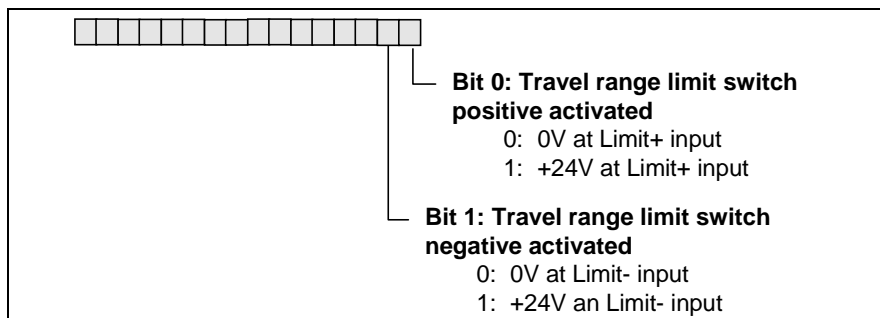 Bit 0: Travel range limit switch
positive activated
0: 0V at Limit+ input
1: +24V at Limit+ input
Bit 1: Travel range limit switch
negative activated
0: 0V at Limit- input
1: +24V an Limit- input